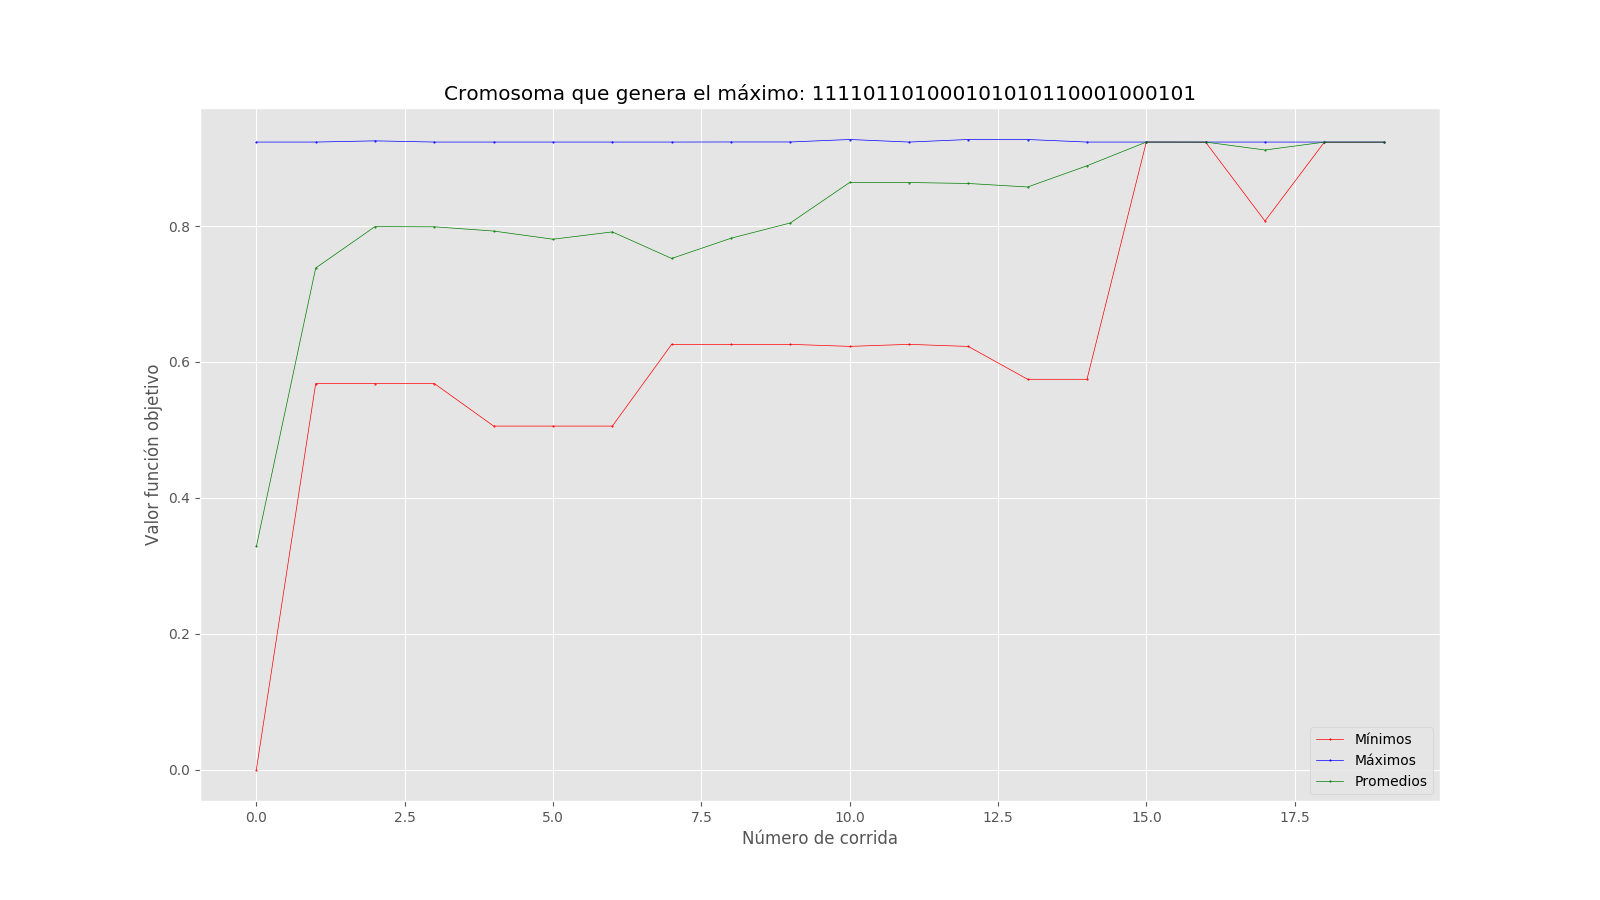 Cromosoma que genera el máximo: 111101101000101010110001000101
Valor función objetivo
0.8
0.6
0.4
0.2
0.0
0.0 2.5 5.0 7.5 10.0 12.5 15.0 17.5
Número de corrida
Mínimos
Máximos
Promedios